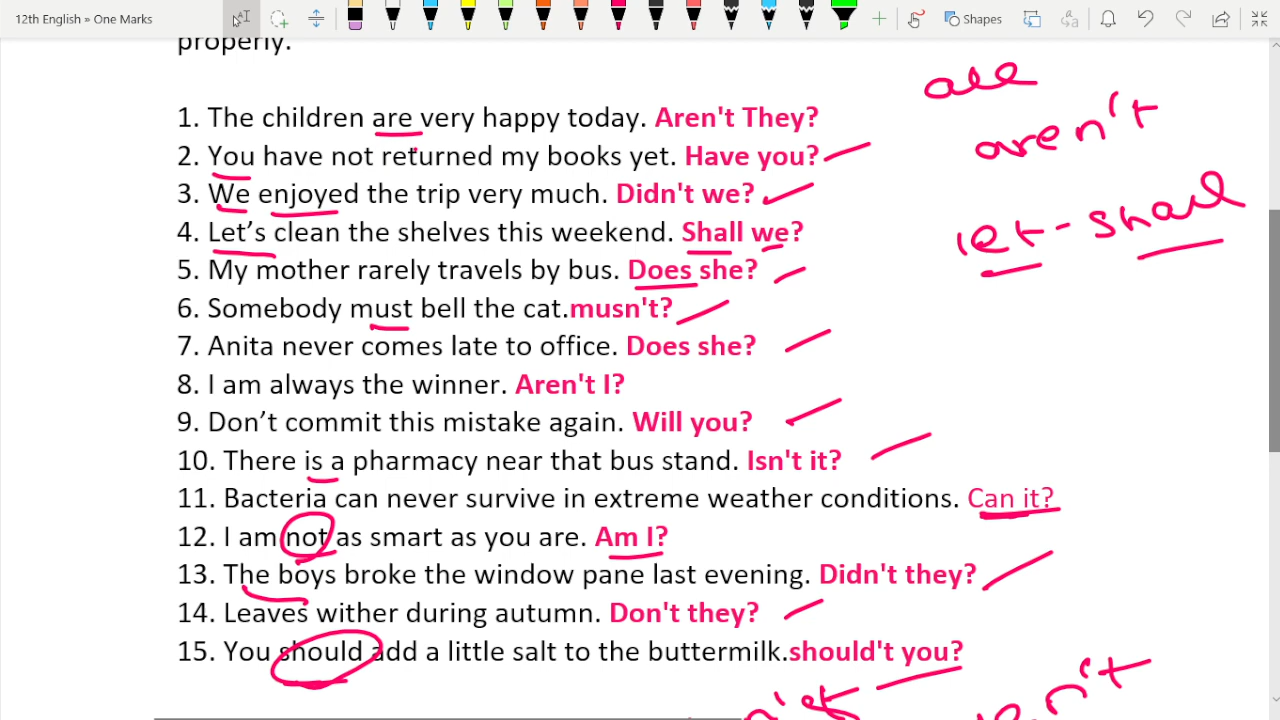 12th English » One Marks
Shapes
properly.
1. The children are very happy today. Aren't They?
2. You have not returned my books yet. Have you?
3. We enjoyed the trip very much. Didn't we?
4. Let's clean the shelves this weekend. Shall we?
5. My mother rarely travels by bus. Does she?
6. Somebody must bell the cat.musn't?
7. Anita never comes late to office. Does she?
8. I am always the winner. Aren't I?
9. Don't commit this mistake again. Will you?
10. There is a pharmacy near that bus stand. Isn't it?
11. Bacteria can never survive in extreme weather conditions. Can it?
12. I am not as smart as you are. Am I?
13. The boys broke the window pane last evening. Didn't they?
14. Leaves wither during autumn. Don't they?
15. You should add a little salt to the buttermilk.should't you?
are
aren't
let - shall